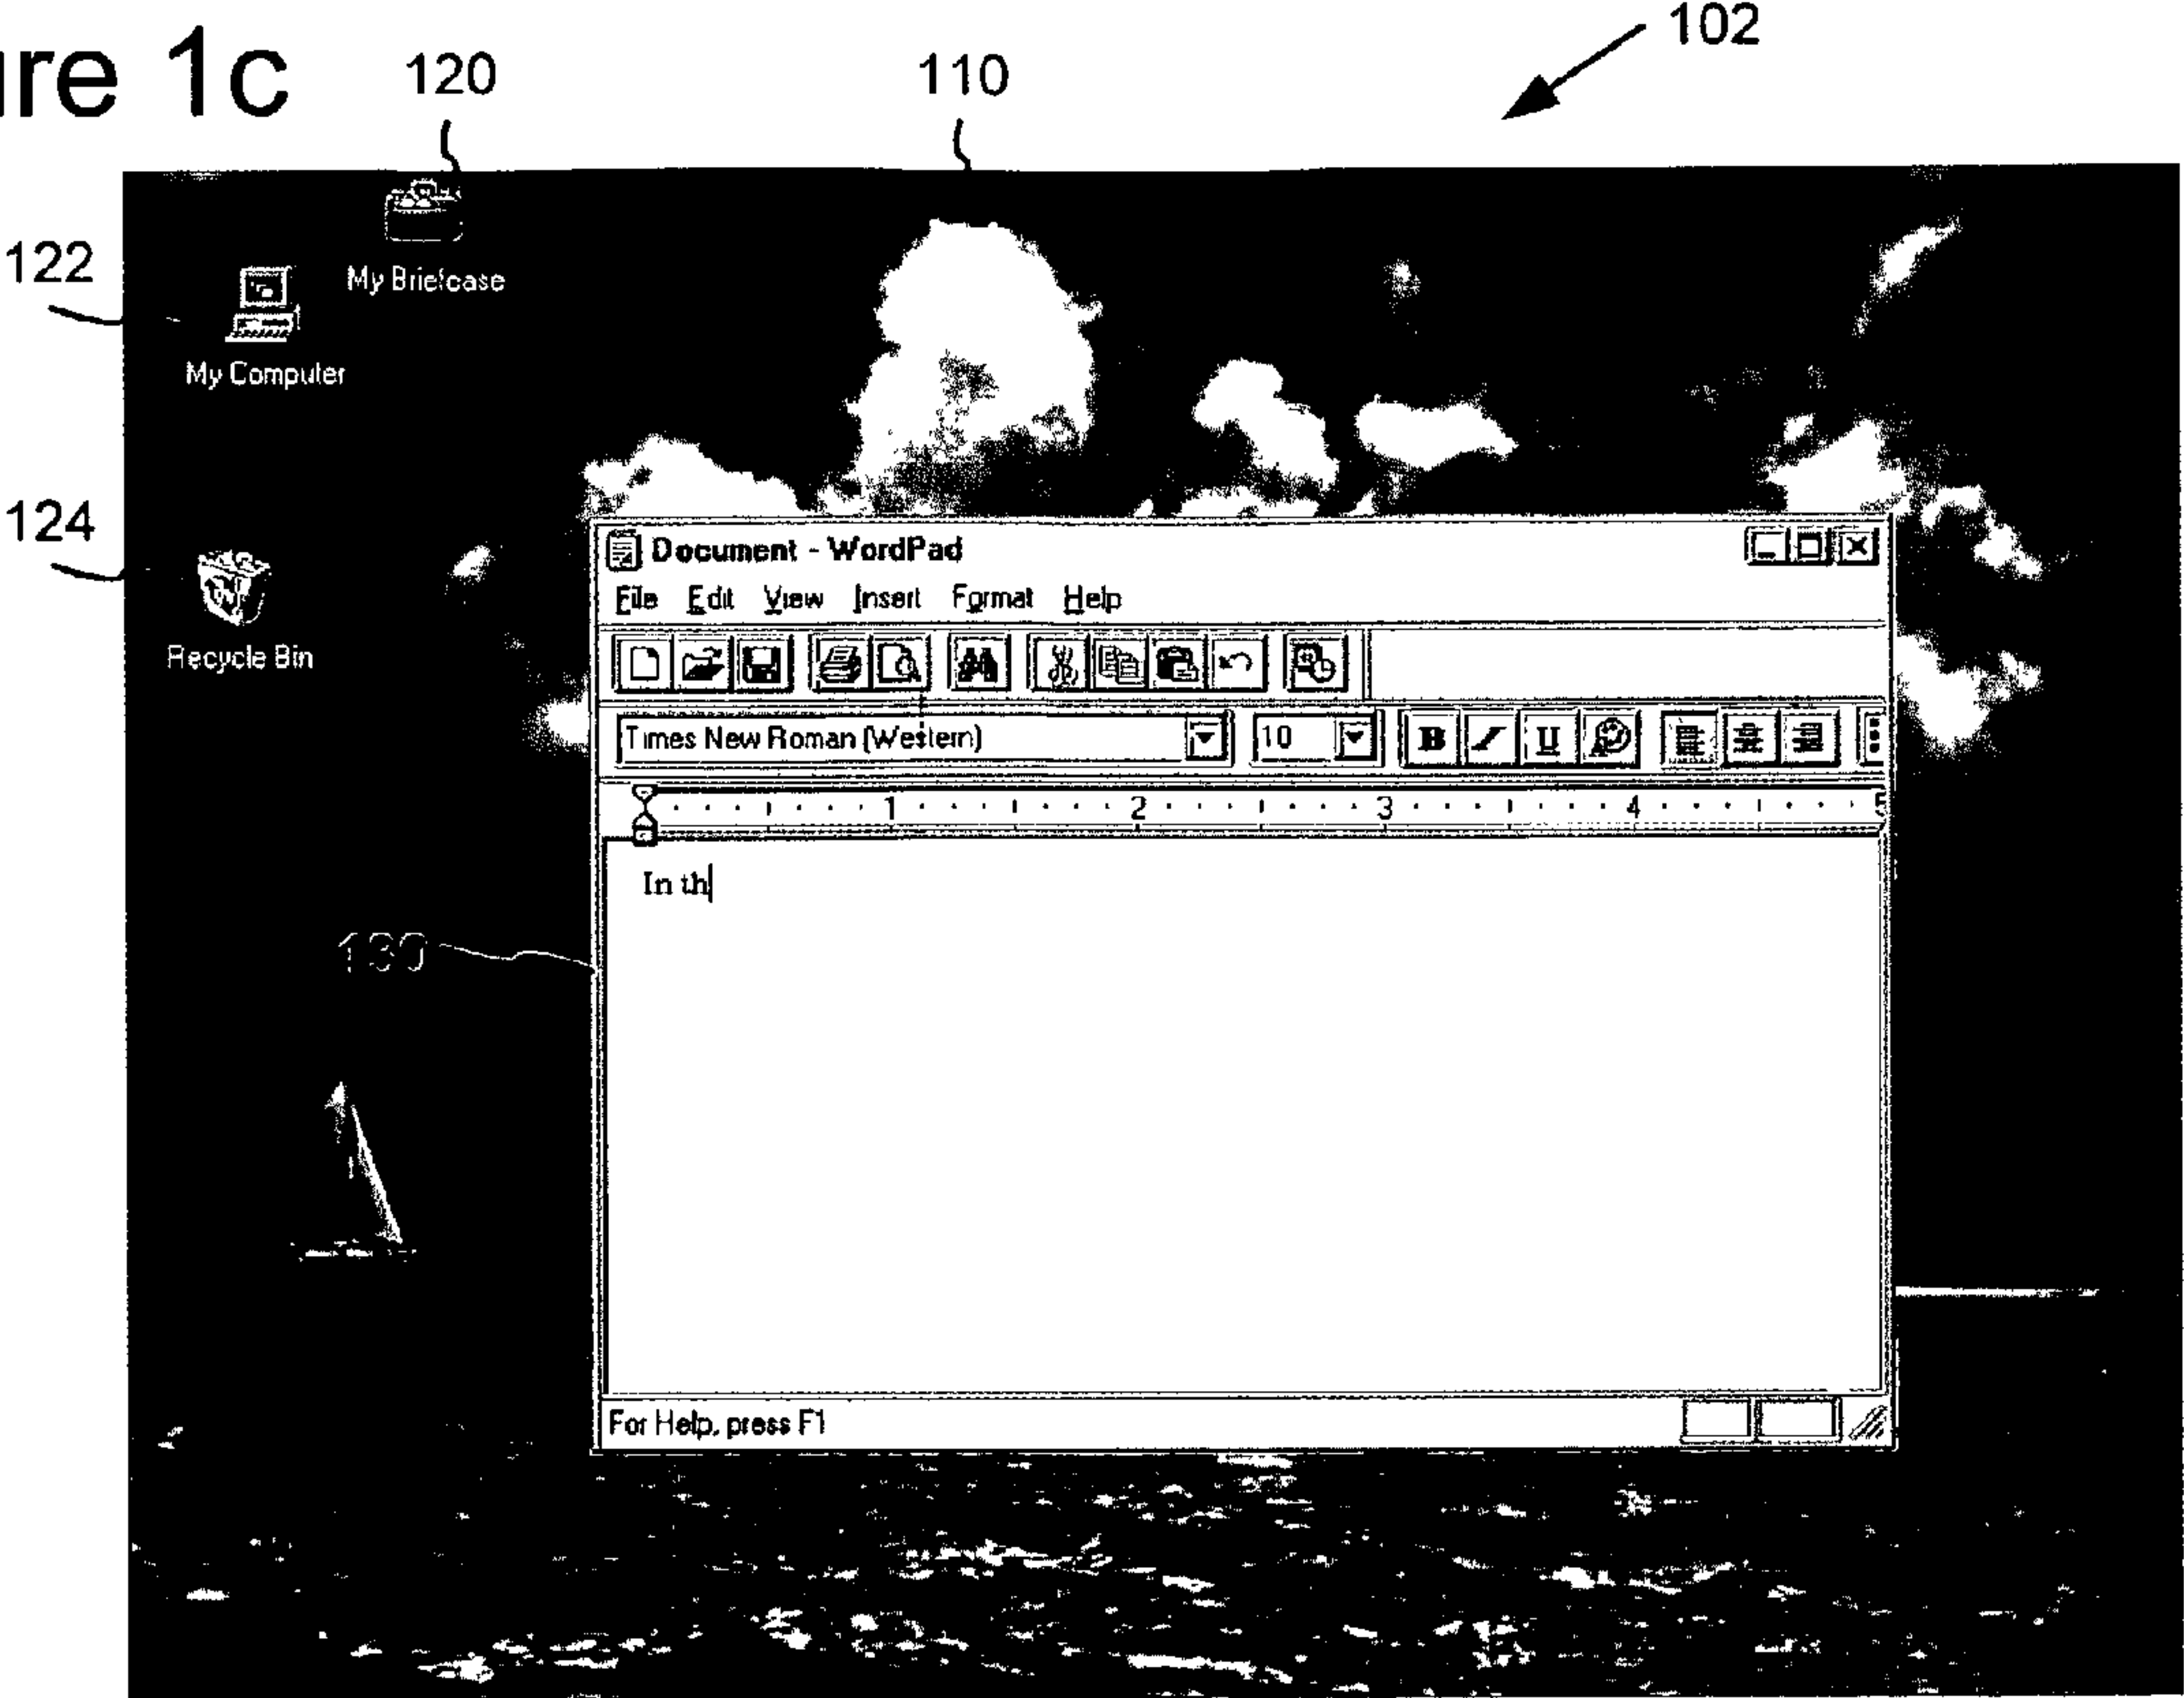 ure 1c
120
110
102
122
My Briefcase
My Computer
124
Recycle Bin
Document - WordPad
File Edit View Insert Format Help
Times New Roman (Western) 10 B I U
1 2 3 4 5
In th
130
For Help, press F1